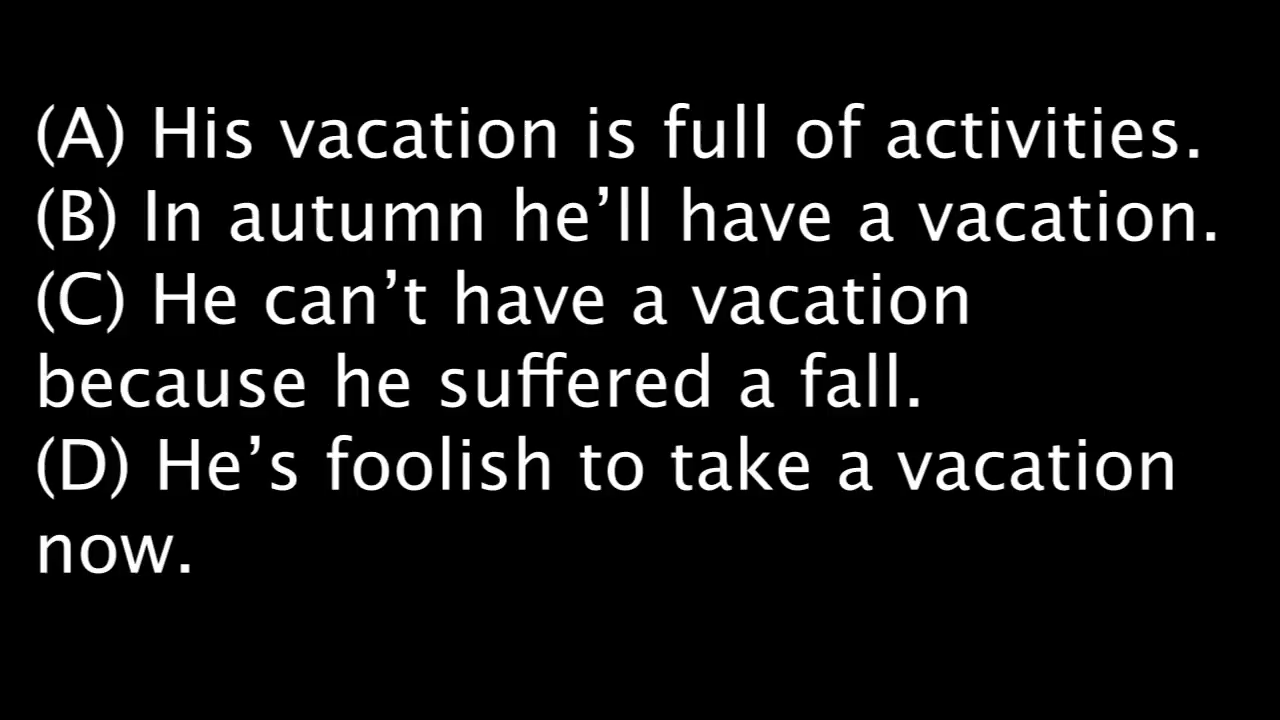 (A) His vacation is full of activities.
(B) In autumn he’ll have a vacation.
(C) He can’t have a vacation
because he suffered a fall.
(D) He’s foolish to take a vacation
now.